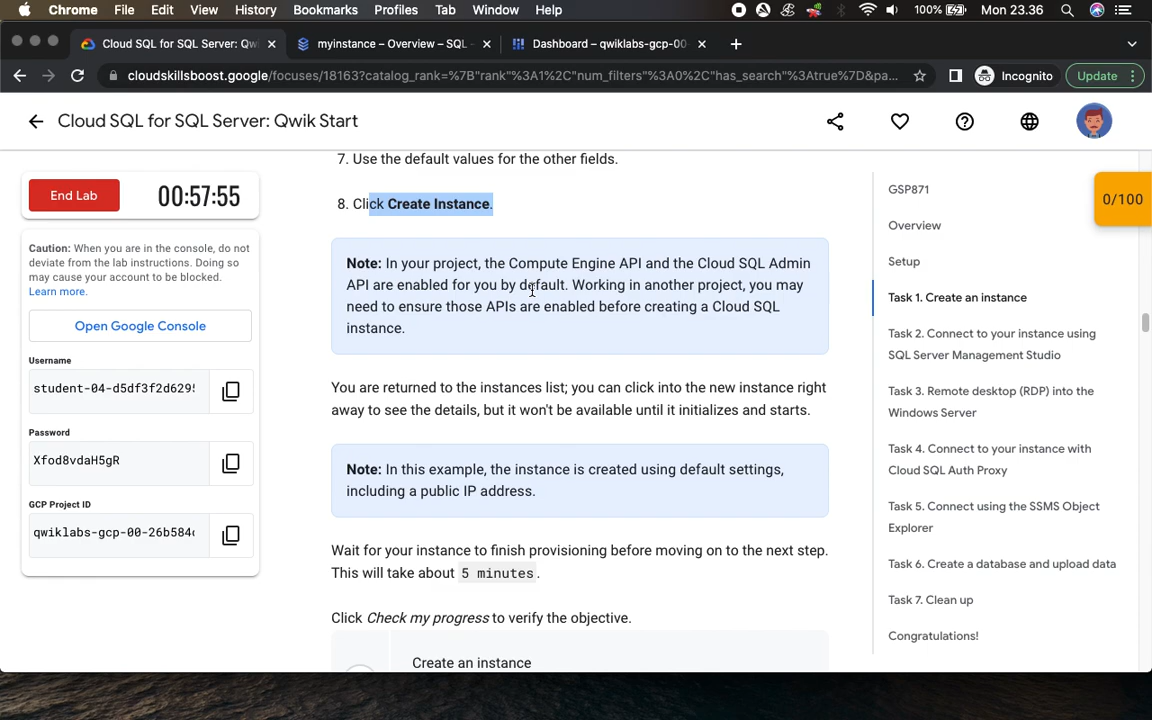 Chrome File Edit View History Bookmarks Profiles Tab Window Help 100% Mon 23.36
Cloud SQL for SQL Server: Qwi
myinstance – Overview – SQL
Dashboard – qwiklabs-gcp-00
cloudskillsboost.google/focuses/18163?catalog_rank=%7B"rank"%3A1%2C"num_filters"%3A0%2C"has_search"%3Atrue%7D&pa... Incognito Update
Cloud SQL for SQL Server: Qwik Start
End Lab 00:57:55
Caution: When you are in the console, do not
deviate from the lab instructions. Doing so
may cause your account to be blocked.
Learn more.
Open Google Console
Username
student-04-d5df3f2d629
Password
Xfod8vdaH5gR
GCP Project ID
qwiklabs-gcp-00-26b584
7. Use the default values for the other fields.
8. Click Create Instance.
Note: In your project, the Compute Engine API and the Cloud SQL Admin
API are enabled for you by default. Working in another project, you may
need to ensure those APIs are enabled before creating a Cloud SQL
instance.
You are returned to the instances list; you can click into the new instance right
away to see the details, but it won't be available until it initializes and starts.
Note: In this example, the instance is created using default settings,
including a public IP address.
Wait for your instance to finish provisioning before moving on to the next step.
This will take about 5 minutes.
Click Check my progress to verify the objective.
Create an instance
GSP871
Overview
Setup
Task 1. Create an instance
Task 2. Connect to your instance using
SQL Server Management Studio
Task 3. Remote desktop (RDP) into the
Windows Server
Task 4. Connect to your instance with
Cloud SQL Auth Proxy
Task 5. Connect using the SSMS Object
Explorer
Task 6. Create a database and upload data
Task 7. Clean up
Congratulations!
0/100